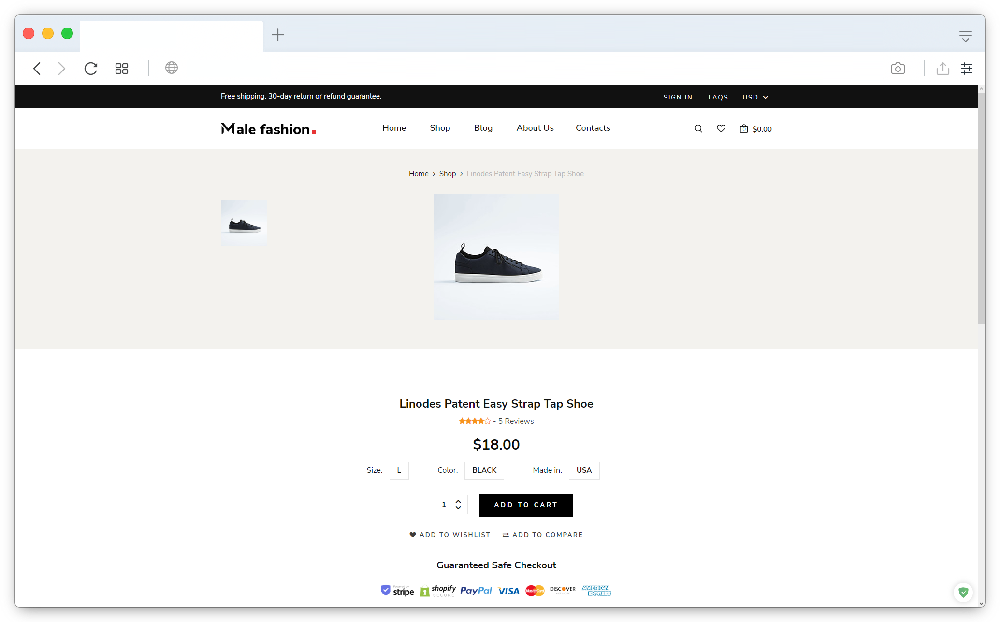 Free shipping, 30-day return or refund guarantee.
SIGN IN FAQS USD
Male fashion.
Home Shop Blog About Us Contacts
0 $0.00
Home > Shop > Linodes Patent Easy Strap Tap Shoe
Linodes Patent Easy Strap Tap Shoe
- 5 Reviews
$18.00
Size: L Color: BLACK Made in: USA
1 ADD TO CART
ADD TO WISHLIST ADD TO COMPARE
Guaranteed Safe Checkout
Powered by stripe shopify SECURE PayPal VISA MasterCard DISCOVER NETWORK AMERICAN EXPRESS